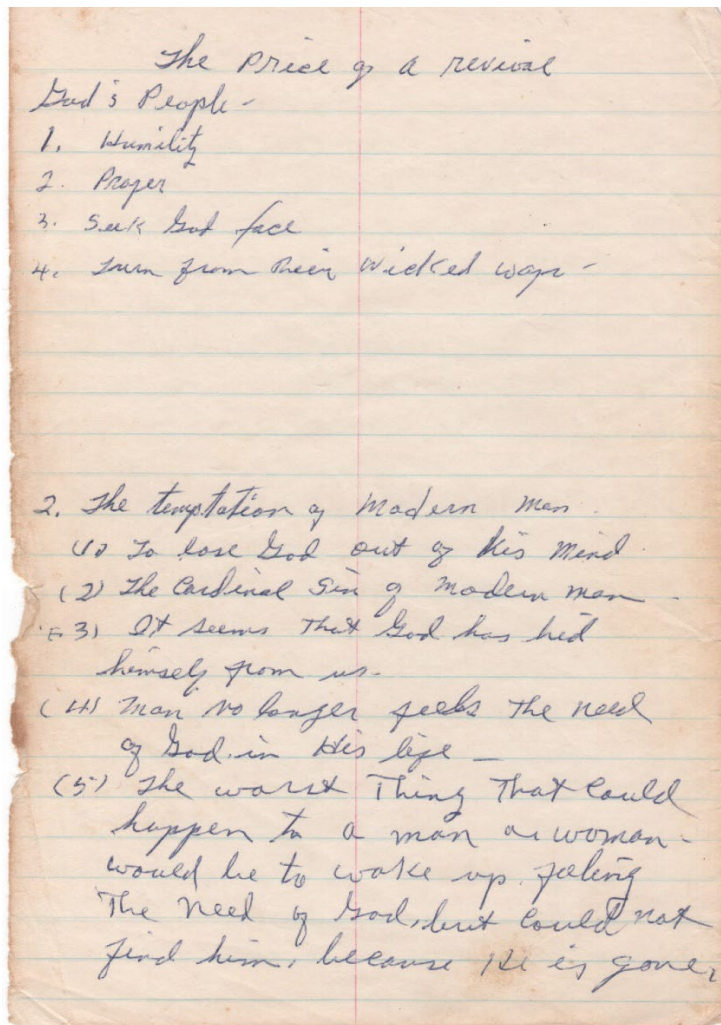 The Price of a revival
God's People -
1. Humility
2. Prayer
3. Seek God face
4. Turn from their wicked ways -
2. The temptation of Modern Man.
(1) To lose God out of His Mind
(2) The Cardinal Sin of Modern man -
(3) It seems that God has hid
himself from us -
(4) Man no longer feels the need
of God in His life -
(5) The worst Thing That Could
happen to a man or woman -
would be to wake up feeling
The need of God, but could not
find him, because He is gone,